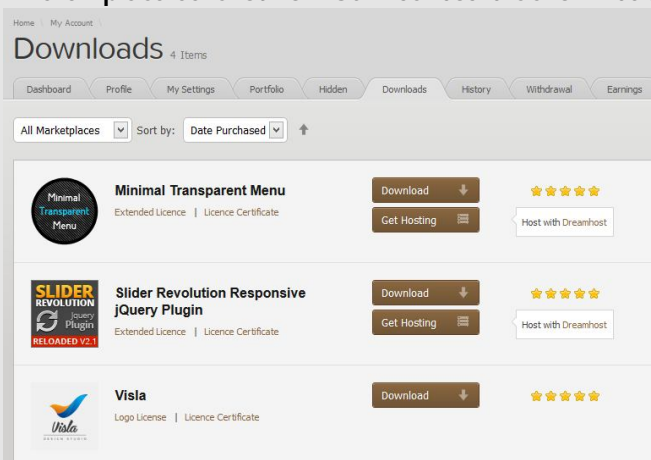 Home \ My Account \
Downloads 4 Items
Dashboard Profile My Settings Portfolio Hidden Downloads History Withdrawal Earnings
All Marketplaces Sort by: Date Purchased
Minimal
Transparent
Menu
Minimal Transparent Menu
Extended Licence | Licence Certificate
Download
Get Hosting
Host with Dreamhost
SLIDER
REVOLUTION
jquery
Plugin
RELOADED V2.1
Slider Revolution Responsive
jQuery Plugin
Extended Licence | Licence Certificate
Download
Get Hosting
Host with Dreamhost
Visla
DESIGN STUDIO
Visla
Logo License | Licence Certificate
Download